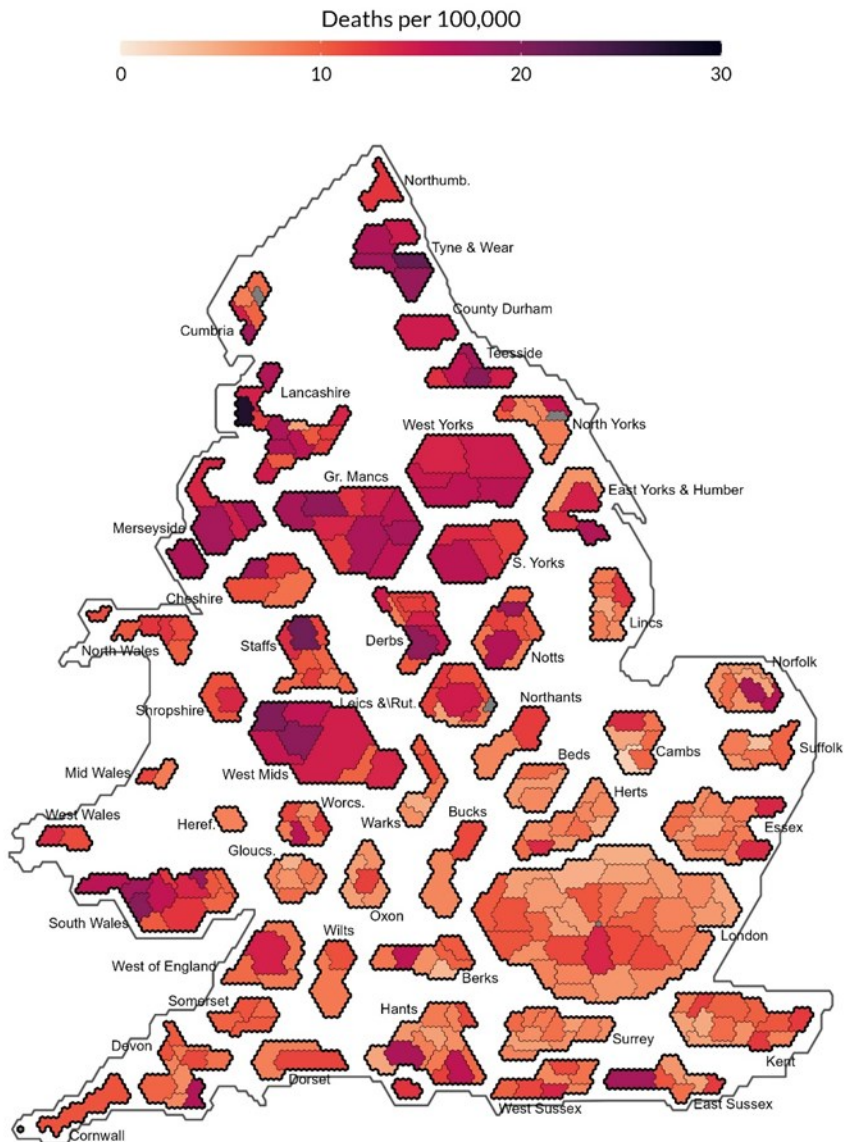 Deaths per 100,000
0 10 20 30
Northumb.
Tyne & Wear
County Durham
Cumbria
Teesside
Lancashire
West Yorks
North Yorks
Gr. Mancs
East Yorks & Humber
Merseyside
S. Yorks
Cheshire
Lincs
North Wales
Staffs
Derbs
Notts
Norfolk
Shropshire
Leics &\Rut.
Northants
Suffolk
Cambs
Mid Wales
West Mids
Beds
Herts
West Wales
Heref.
Worcs.
Warks
Bucks
Essex
Gloucs.
Oxon
South Wales
Wilts
London
West of England
Berks
Somerset
Hants
Surrey
Devon
Kent
Dorset
West Sussex
East Sussex
Cornwall